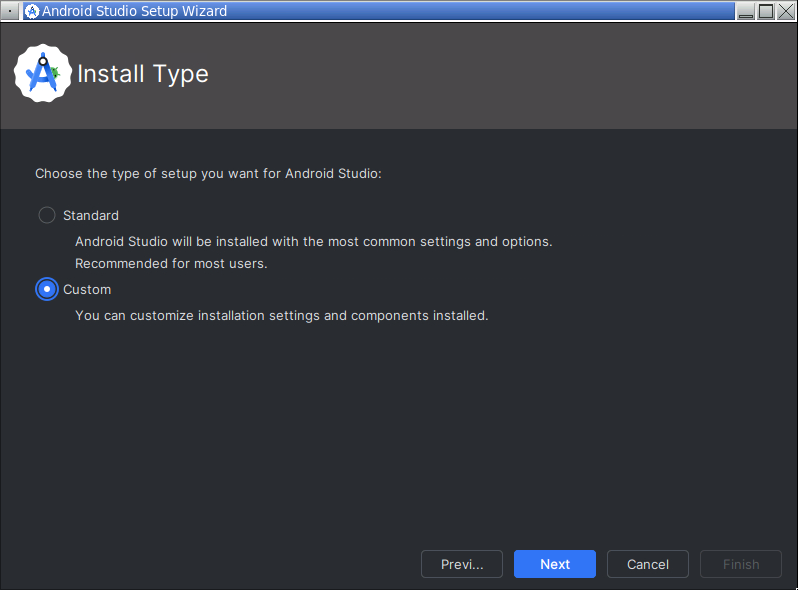 Android Studio Setup Wizard
Install Type
Choose the type of setup you want for Android Studio:
Standard
Android Studio will be installed with the most common settings and options.
Recommended for most users.
Custom
You can customize installation settings and components installed.
Previ... Next Cancel Finish